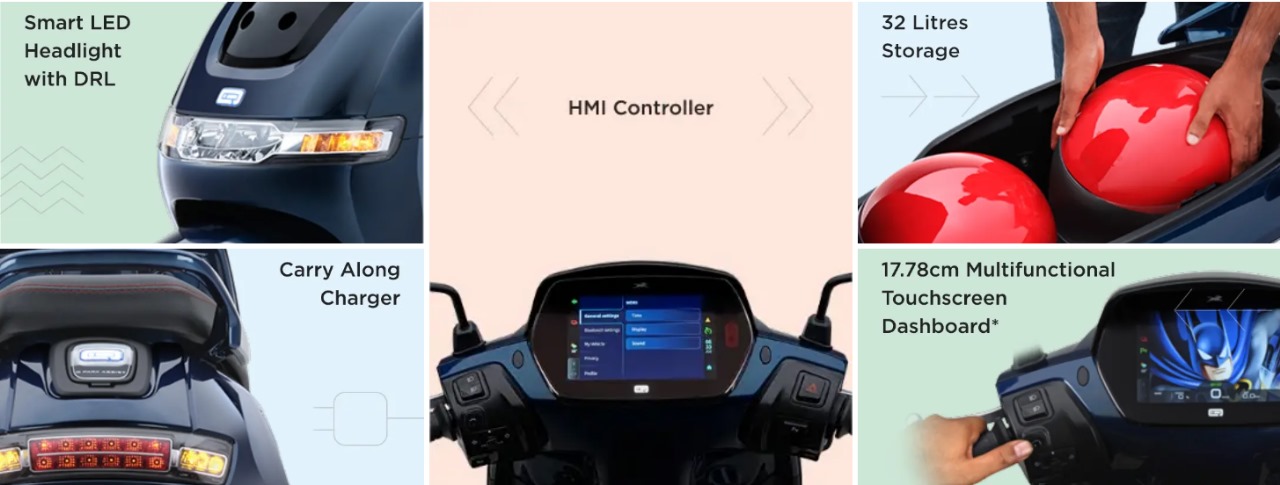 Smart LED
Headlight
with DRL
HMI Controller
32 Litres
Storage
Carry Along
Charger
17.78cm Multifunctional
Touchscreen
Dashboard*
MENU
General settings
Time
Bluetooth settings
Display
My Vehicle
Sound
Privacy
Profile